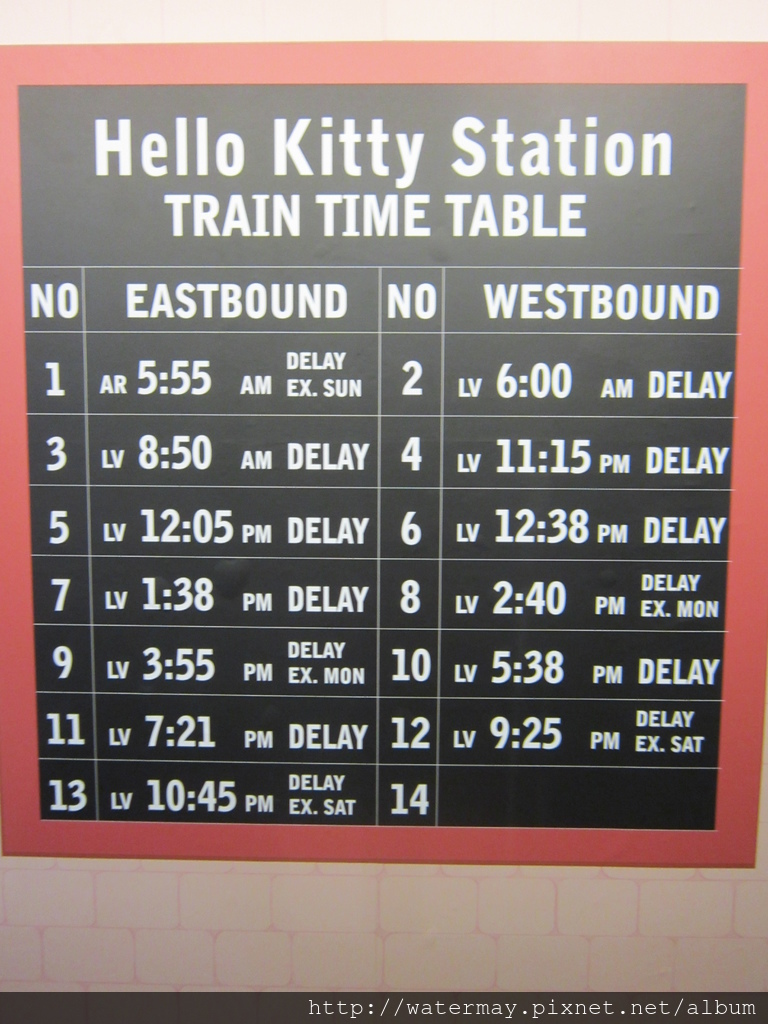 Hello Kitty Station
TRAIN TIME TABLE
NO EASTBOUND NO WESTBOUND
1 AR 5:55 AM DELAY EX. SUN 2 LV 6:00 AM DELAY
3 LV 8:50 AM DELAY 4 LV 11:15 PM DELAY
5 LV 12:05 PM DELAY 6 LV 12:38 PM DELAY
7 LV 1:38 PM DELAY 8 LV 2:40 PM DELAY EX. MON
9 LV 3:55 PM DELAY EX. MON 10 LV 5:38 PM DELAY
11 LV 7:21 PM DELAY 12 LV 9:25 PM DELAY EX. SAT
13 LV 10:45 PM DELAY EX. SAT 14
http://watermay.pixnet.net/album